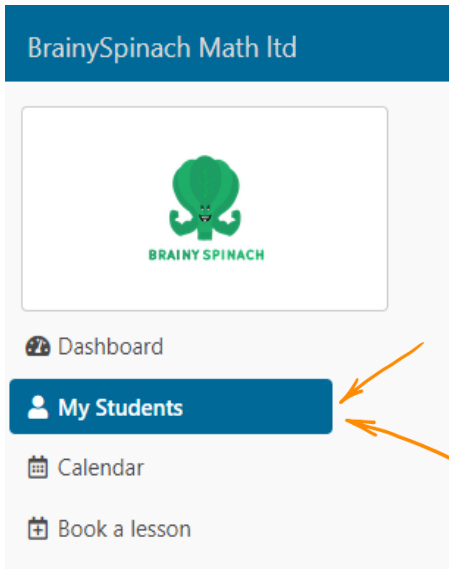 BrainySpinach Math ltd
BRAINY SPINACH
Dashboard
My Students
Calendar
Book a lesson